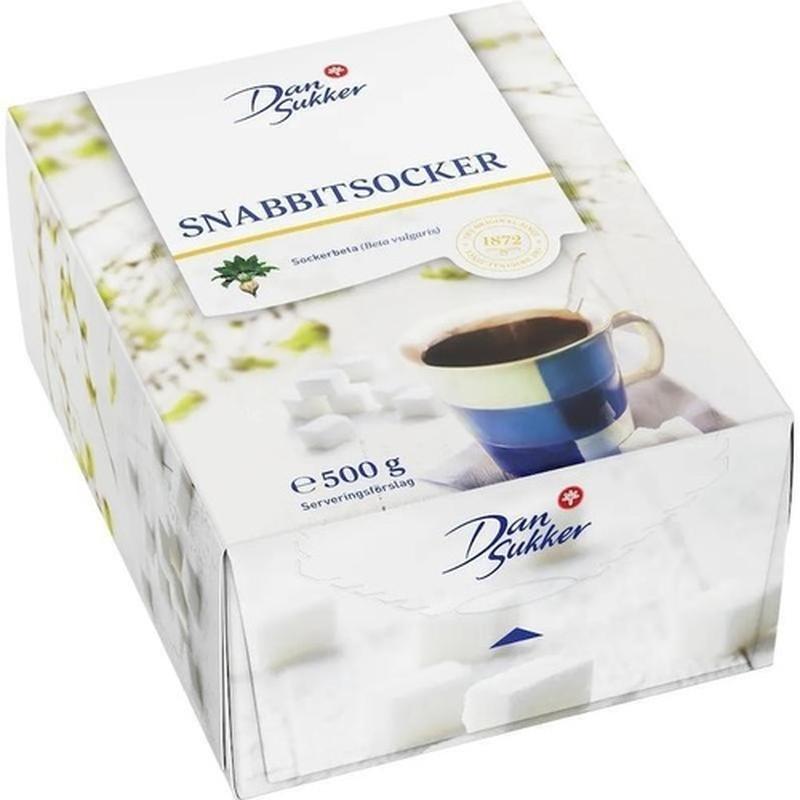 Dan
Sukker
SNABBITSOCKER
Sockerbeta (Beta vulgaris)
1872
℮ 500 g
Serveringsförslag
Dan
Sukker